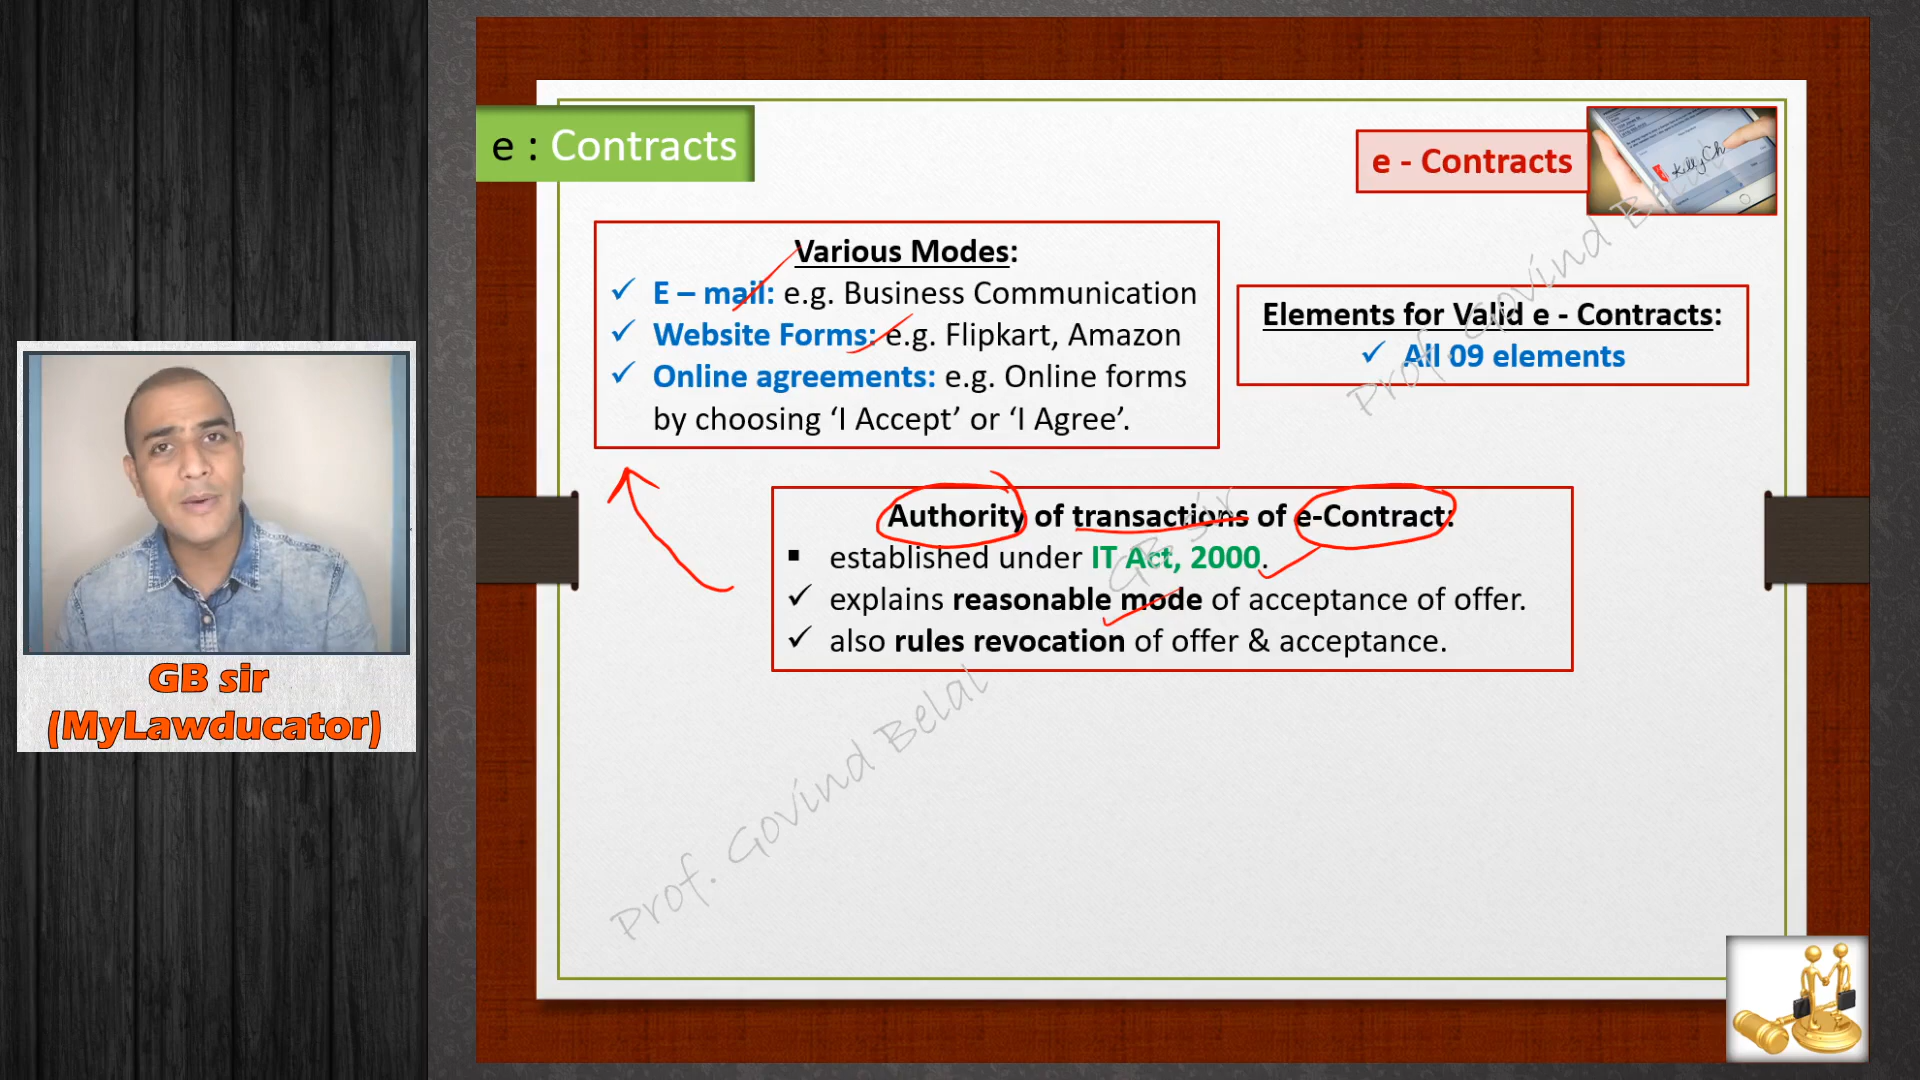 e : Contracts
e - Contracts
Various Modes:
E – mail: e.g. Business Communication
Website Forms: e.g. Flipkart, Amazon
Online agreements: e.g. Online forms
by choosing ‘I Accept’ or ‘I Agree’.
Elements for Valid e - Contracts:
All 09 elements
Authority of transactions of e-Contract:
established under IT Act, 2000.
explains reasonable mode of acceptance of offer.
also rules revocation of offer & acceptance.
GB sir
(MyLawducator)
Prof. Govind Belal GB Sir Prof. Govind